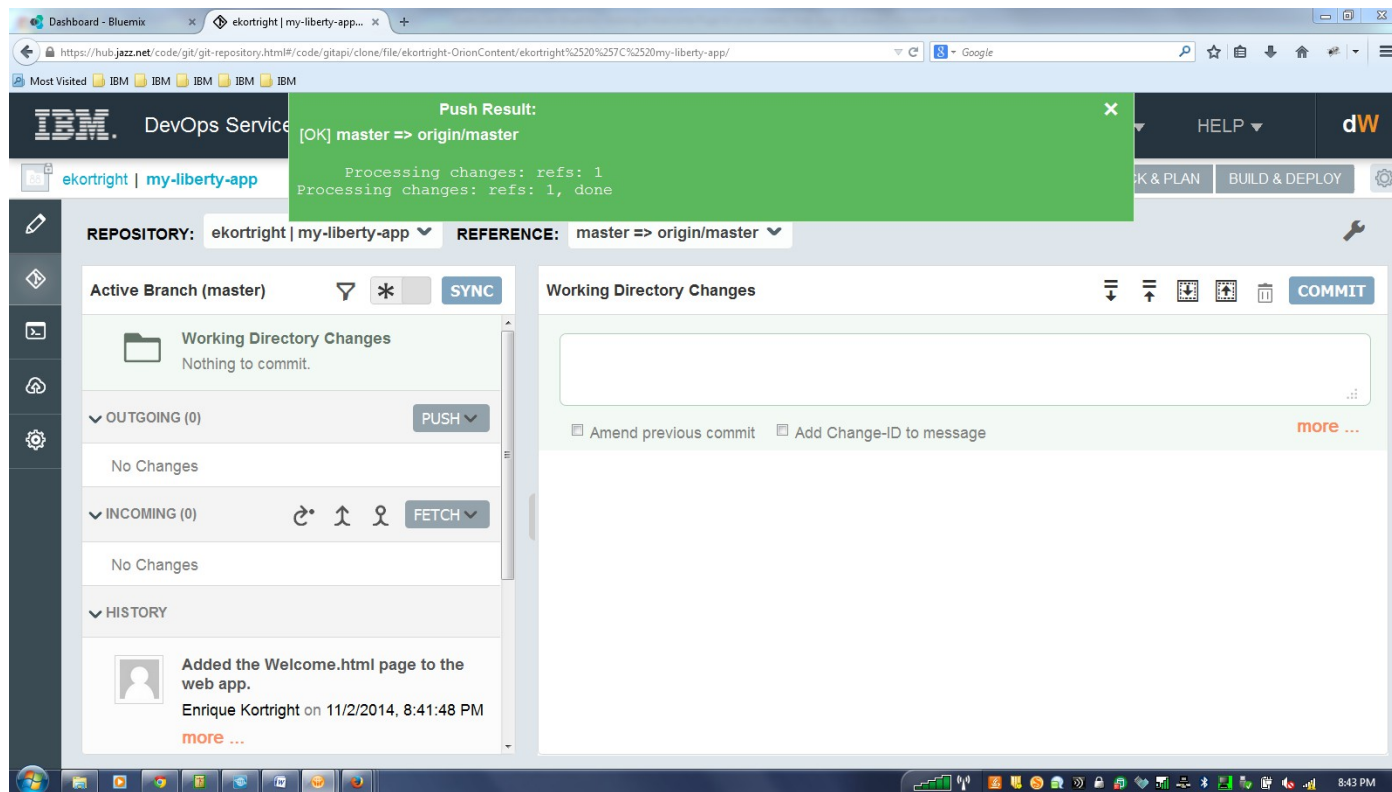 Dashboard - Bluemix
ekortright | my-liberty-app...
https://hub.jazz.net/code/git/git-repository.html#/code/gitapi/clone/file/ekortright-OrionContent/ekortright%2520%257C%2520my-liberty-app/
Google
Most Visited IBM IBM IBM IBM
IBM. DevOps Service
Push Result:
[OK] master => origin/master
Processing changes: refs: 1
Processing changes: refs: 1, done
HELP
dW
ekortright | my-liberty-app
K & PLAN
BUILD & DEPLOY
REPOSITORY: ekortright | my-liberty-app REFERENCE: master => origin/master
Active Branch (master)
SYNC
Working Directory Changes
Nothing to commit.
OUTGOING (0)
PUSH
No Changes
INCOMING (0)
FETCH
No Changes
HISTORY
Added the Welcome.html page to the
web app.
Enrique Kortright on 11/2/2014, 8:41:48 PM
more ...
Working Directory Changes
COMMIT
Amend previous commit Add Change-ID to message
more ...
8:43 PM